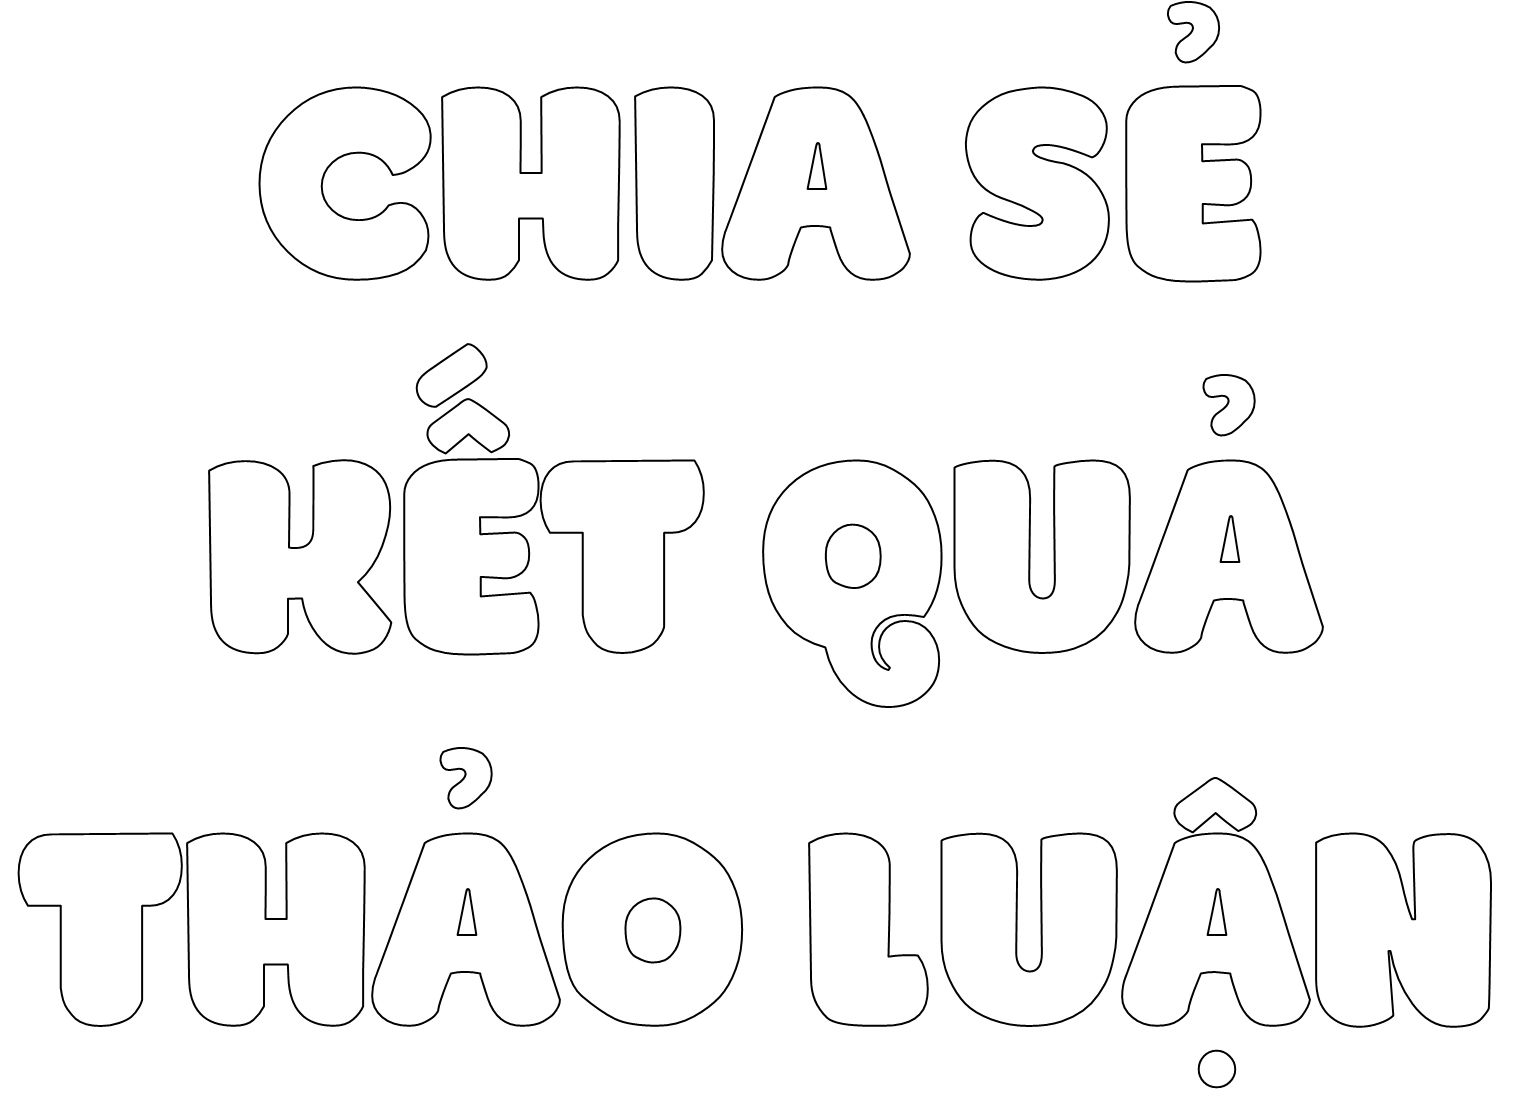 CHIA SẺ
KẾT QUẢ
THẢO LUẬN